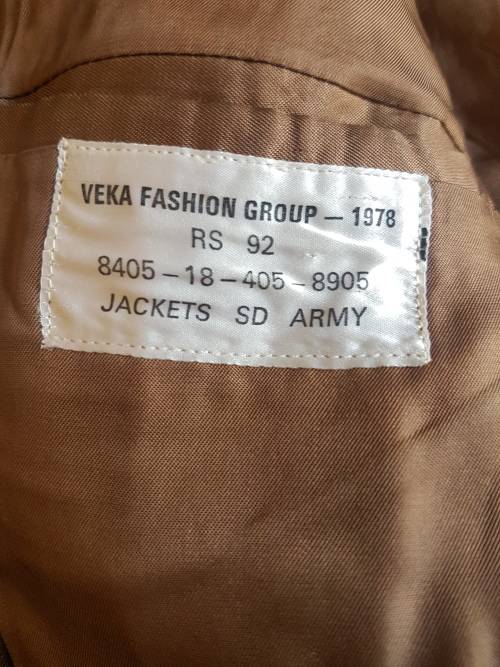 VEKA FASHION GROUP — 1978
RS 92
8405 – 18 – 405 – 8905
JACKETS SD ARMY